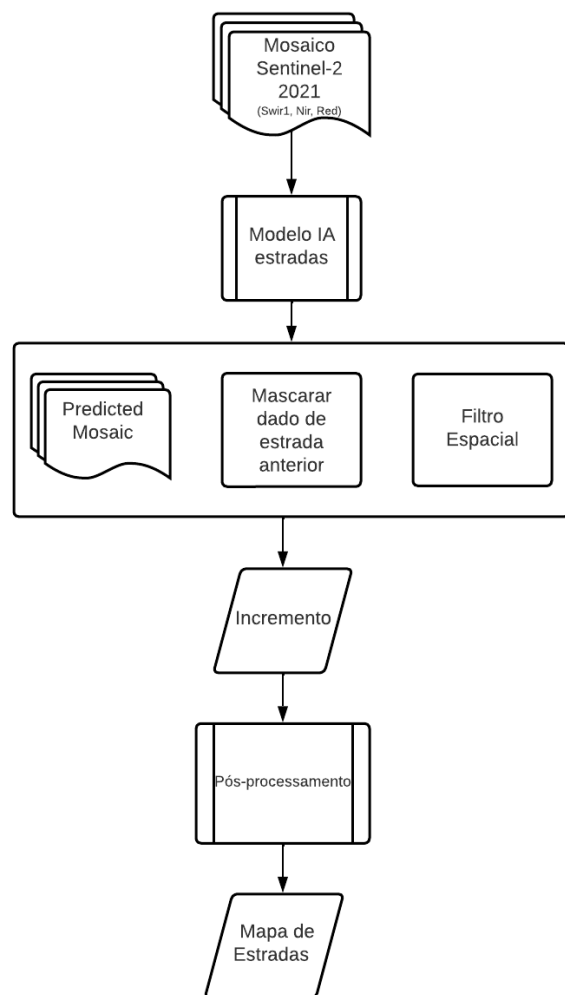 Mosaico
Sentinel-2
2021
(Swir1, Nir, Red)
Modelo IA
estradas
Predicted
Mosaic
Mascarar
dado de
estrada
anterior
Filtro
Espacial
Incremento
Pós-processamento
Mapa de
Estradas